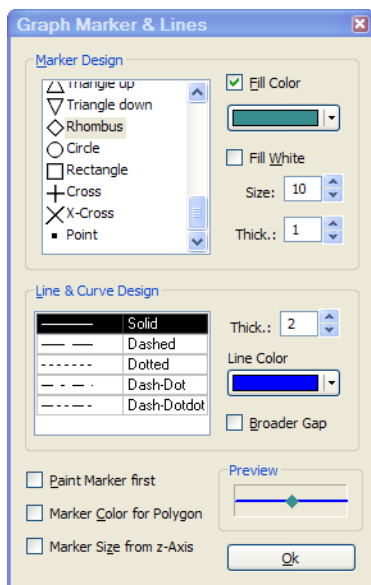 Graph Marker & Lines
Marker Design
Triangle up
Triangle down
Rhombus
Circle
Rectangle
Cross
X-Cross
Point
Fill Color
Fill White
Size: 10
Thick.: 1
Line & Curve Design
Solid
Dashed
Dotted
Dash-Dot
Dash-Dotdot
Thick.: 2
Line Color
Broader Gap
Paint Marker first
Marker Color for Polygon
Marker Size from z-Axis
Preview
Ok